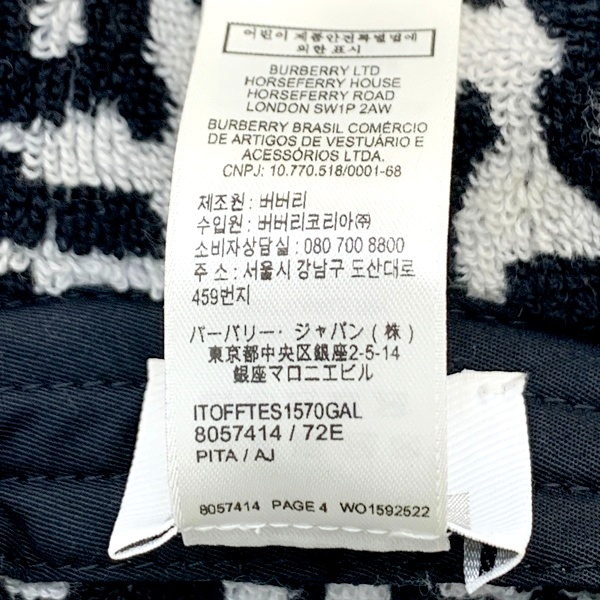 어린이 제품안전특별법에
의한 표시
BURBERRY LTD
HORSEFERRY HOUSE
HORSEFERRY ROAD
LONDON SW1P 2AW
BURBERRY BRASIL COMÉRCIO
DE ARTIGOS DE VESTUÁRIO E
ACESSÓRIOS LTDA.
CNPJ: 10.770.518/0001-68
제조원 : 버버리
수입원 : 버버리코리아㈜
소비자상담실 : 080 700 8800
주 소 : 서울시 강남구 도산대로
459번지
バーバリー・ジャパン(株)
東京都中央区銀座2-5-14
銀座マロニエビル
ITOFFTES1570GAL
8057414 / 72E
PITA / AJ
8057414 PAGE 4 WO1592522